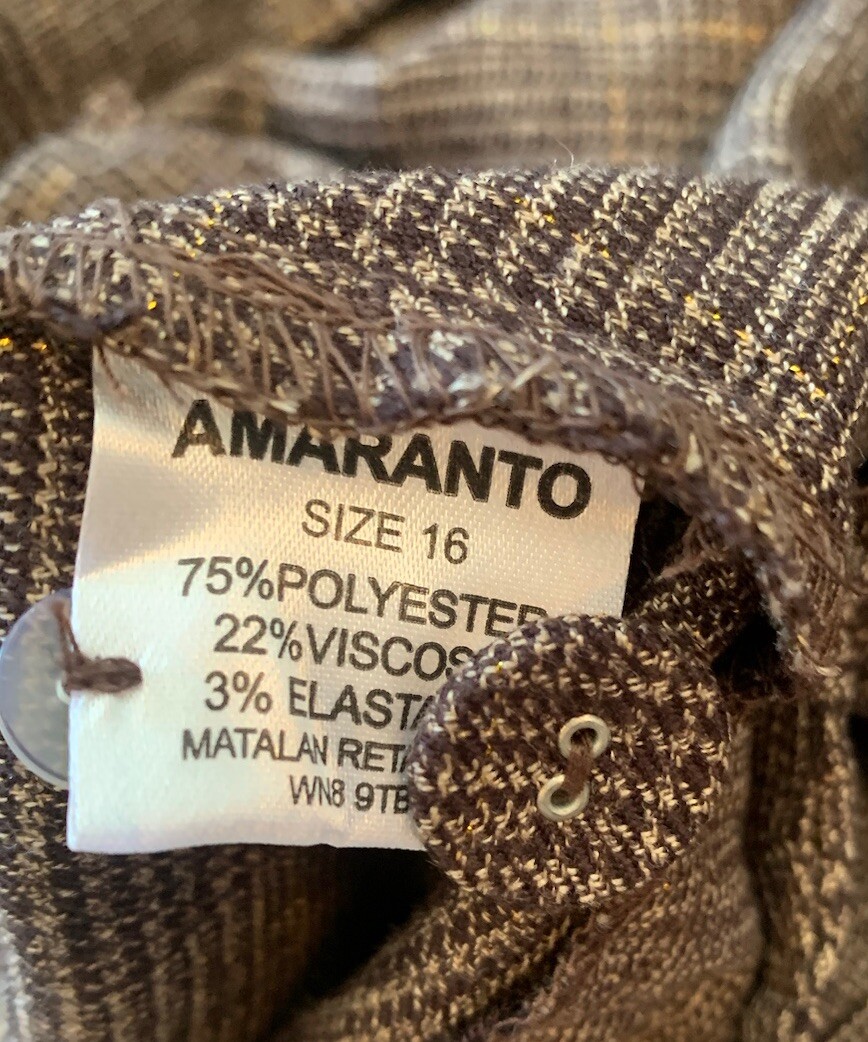 AMARANTO
SIZE 16
75%POLYESTER
22%VISCOS
3% ELASTA
MATALAN RETA
WN8 9TB